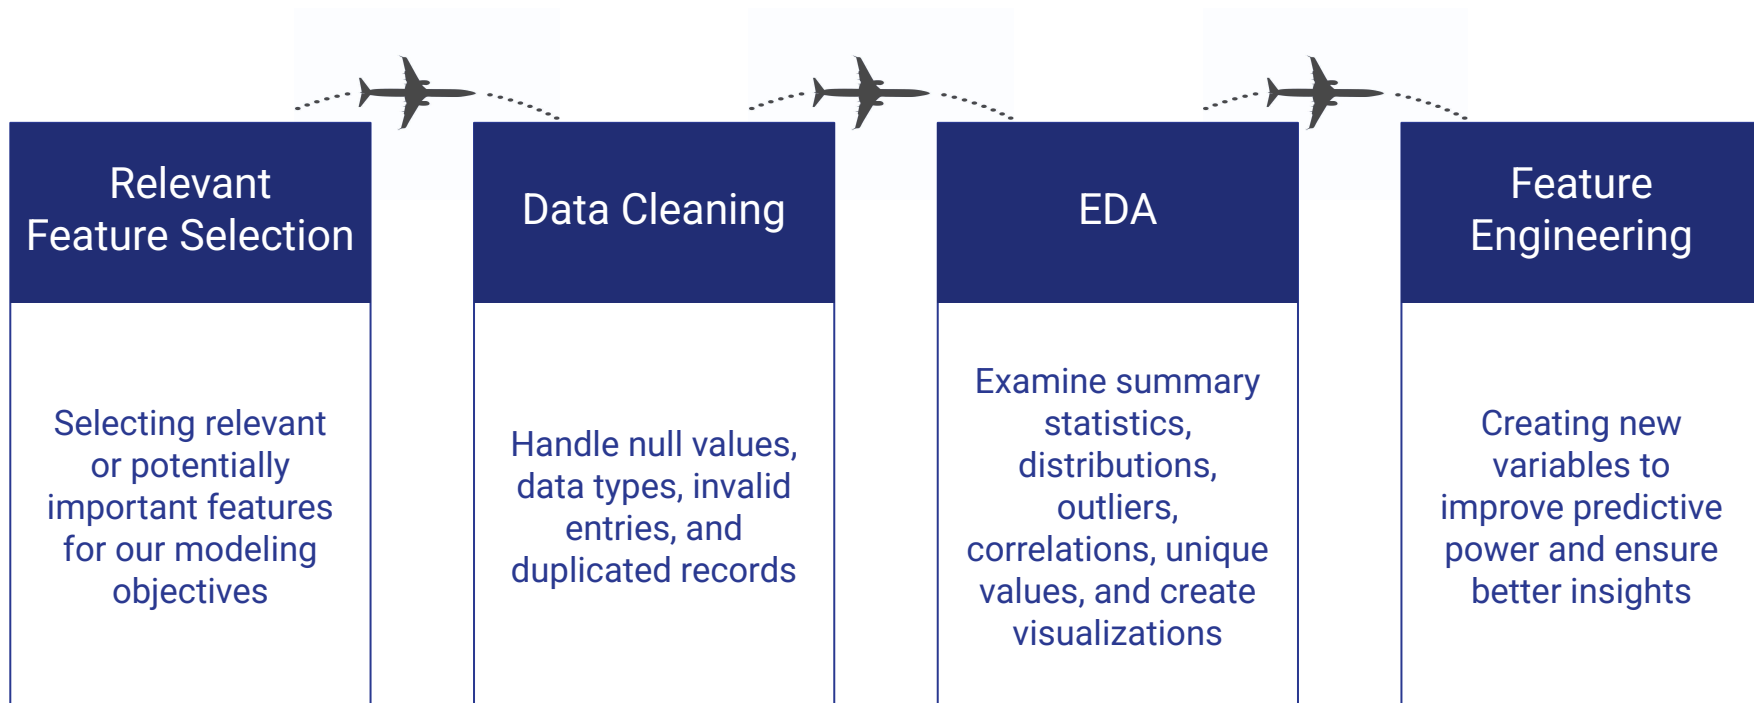 Relevant
Feature Selection
Selecting relevant
or potentially
important features
for our modeling
objectives
Data Cleaning
Handle null values,
data types, invalid
entries, and
duplicated records
EDA
Examine summary
statistics,
distributions,
outliers,
correlations, unique
values, and create
visualizations
Feature
Engineering
Creating new
variables to
improve predictive
power and ensure
better insights